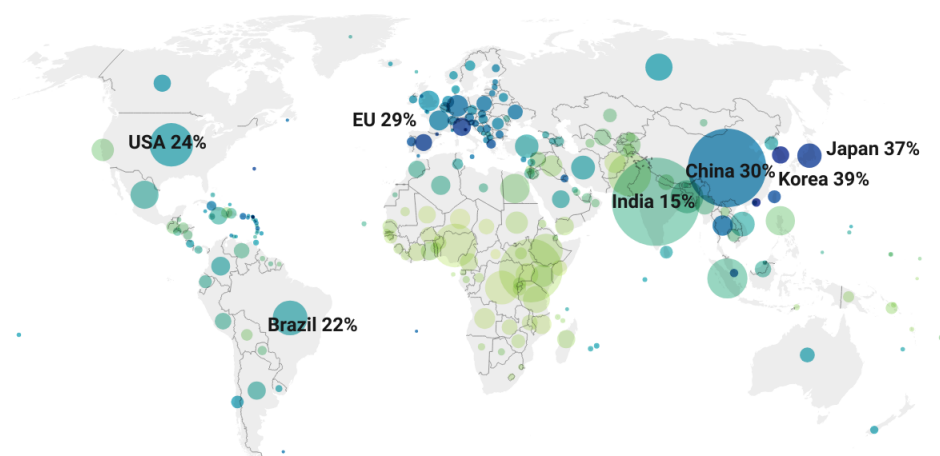 EU 29%
USA 24%
Japan 37%
China 30%
Korea 39%
India 15%
Brazil 22%